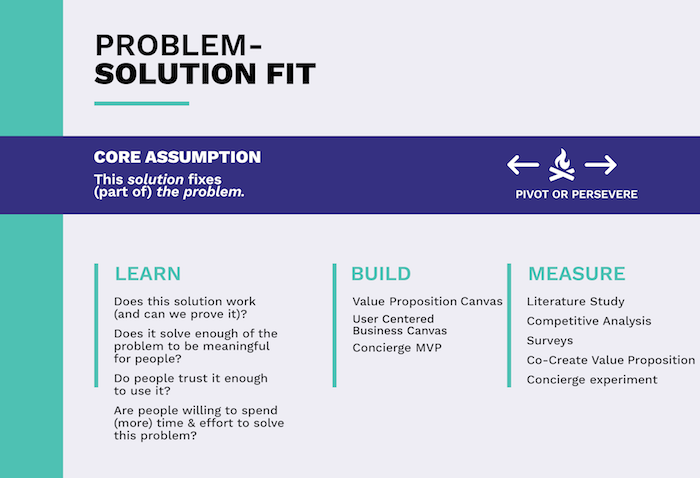 PROBLEM-
SOLUTION FIT
CORE ASSUMPTION
This solution fixes
(part of) the problem.
PIVOT OR PERSEVERE
LEARN
Does this solution work
(and can we prove it)?
Does it solve enough of the
problem to be meaningful
for people?
Do people trust it enough
to use it?
Are people willing to spend
(more) time & effort to solve
this problem?
BUILD
Value Proposition Canvas
User Centered
Business Canvas
Concierge MVP
MEASURE
Literature Study
Competitive Analysis
Surveys
Co-Create Value Proposition
Concierge experiment